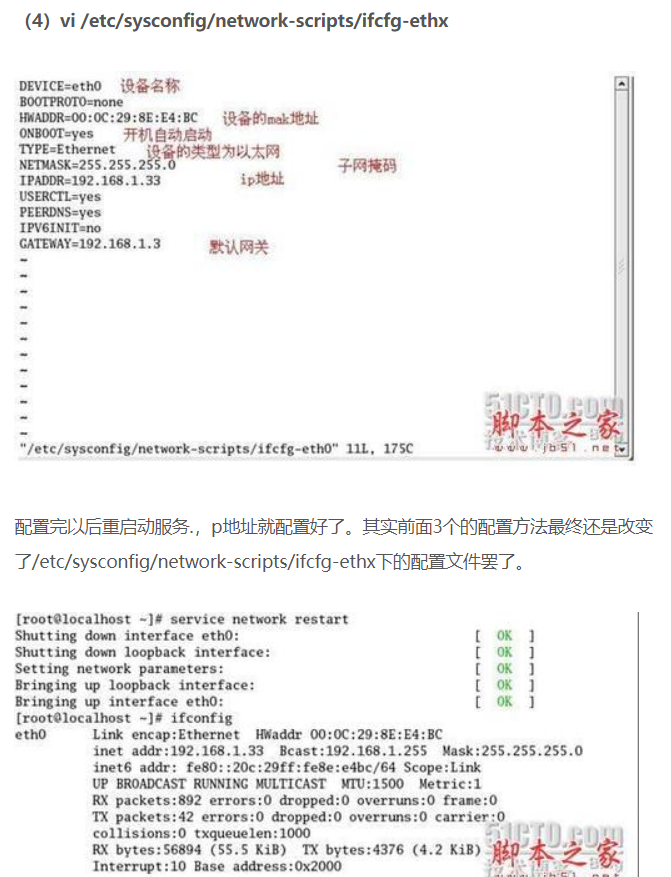 （4）vi /etc/sysconfig/network-scripts/ifcfg-ethx
DEVICE=eth0 设备名称
BOOTPROTO=none
HWADDR=00:0C:29:8E:E4:BC 设备的mak地址
ONBOOT=yes 开机自动启动
TYPE=Ethernet 设备的类型为以太网
NETMASK=255.255.255.0 子网掩码
IPADDR=192.168.1.33 ip地址
USERCTL=yes
PEERDNS=yes
IPV6INIT=no
GATEWAY=192.168.1.3 默认网关
~
~
~
~
~
~
~
~
~
~
~
~
51CTO.com
脚本之家
技术博客 Blog
www.jb51.net
"/etc/sysconfig/network-scripts/ifcfg-eth0" 11L, 175C
配置完以后重启动服务.，p地址就配置好了。其实前面3个的配置方法最终还是改变
了/etc/sysconfig/network-scripts/ifcfg-ethx下的配置文件罢了。
[root@localhost ~]# service network restart
Shutting down interface eth0: [ OK ]
Shutting down loopback interface: [ OK ]
Setting network parameters: [ OK ]
Bringing up loopback interface: [ OK ]
Bringing up interface eth0: [ OK ]
[root@localhost ~]# ifconfig
eth0 Link encap:Ethernet HWaddr 00:0C:29:8E:E4:BC
inet addr:192.168.1.33 Bcast:192.168.1.255 Mask:255.255.255.0
inet6 addr: fe80::20c:29ff:fe8e:e4bc/64 Scope:Link
UP BROADCAST RUNNING MULTICAST MTU:1500 Metric:1
RX packets:892 errors:0 dropped:0 overruns:0 frame:0
TX packets:42 errors:0 dropped:0 overruns:0 carrier:0
collisions:0 txqueuelen:1000
RX bytes:56894 (55.5 KiB) TX bytes:4376 (4.2 KiB)
Interrupt:10 Base address:0x2000
51CTO.com
脚本之家